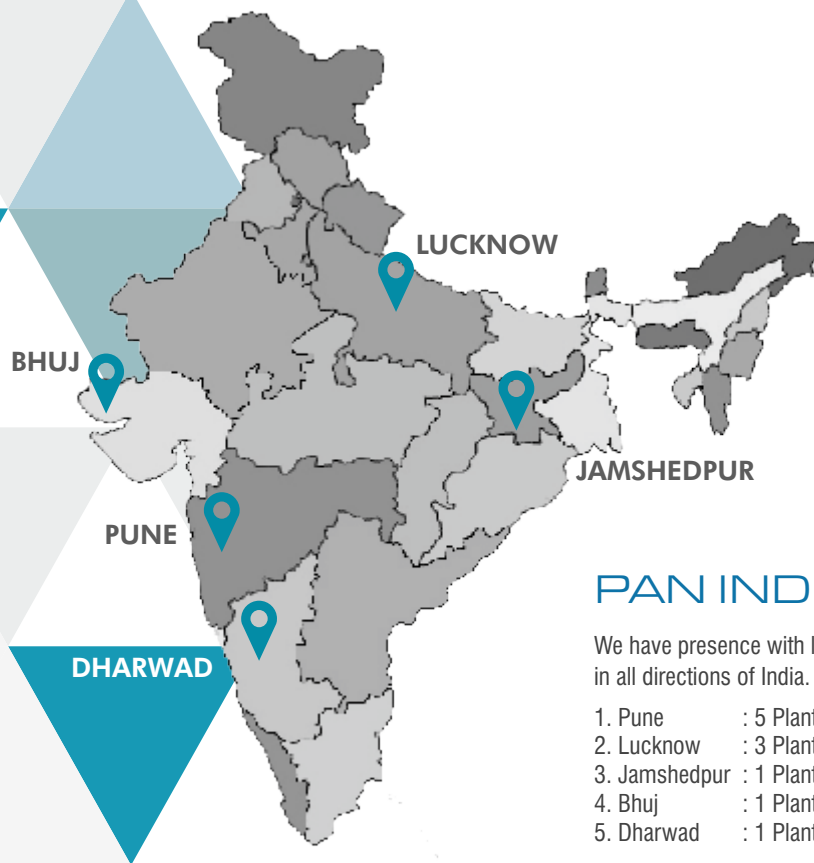 LUCKNOW
BHUJ
JAMSHEDPUR
PUNE
DHARWAD
PAN IND
We have presence with
in all directions of India.
1. Pune : 5 Plant
2. Lucknow : 3 Plant
3. Jamshedpur : 1 Plant
4. Bhuj : 1 Plant
5. Dharwad : 1 Plant